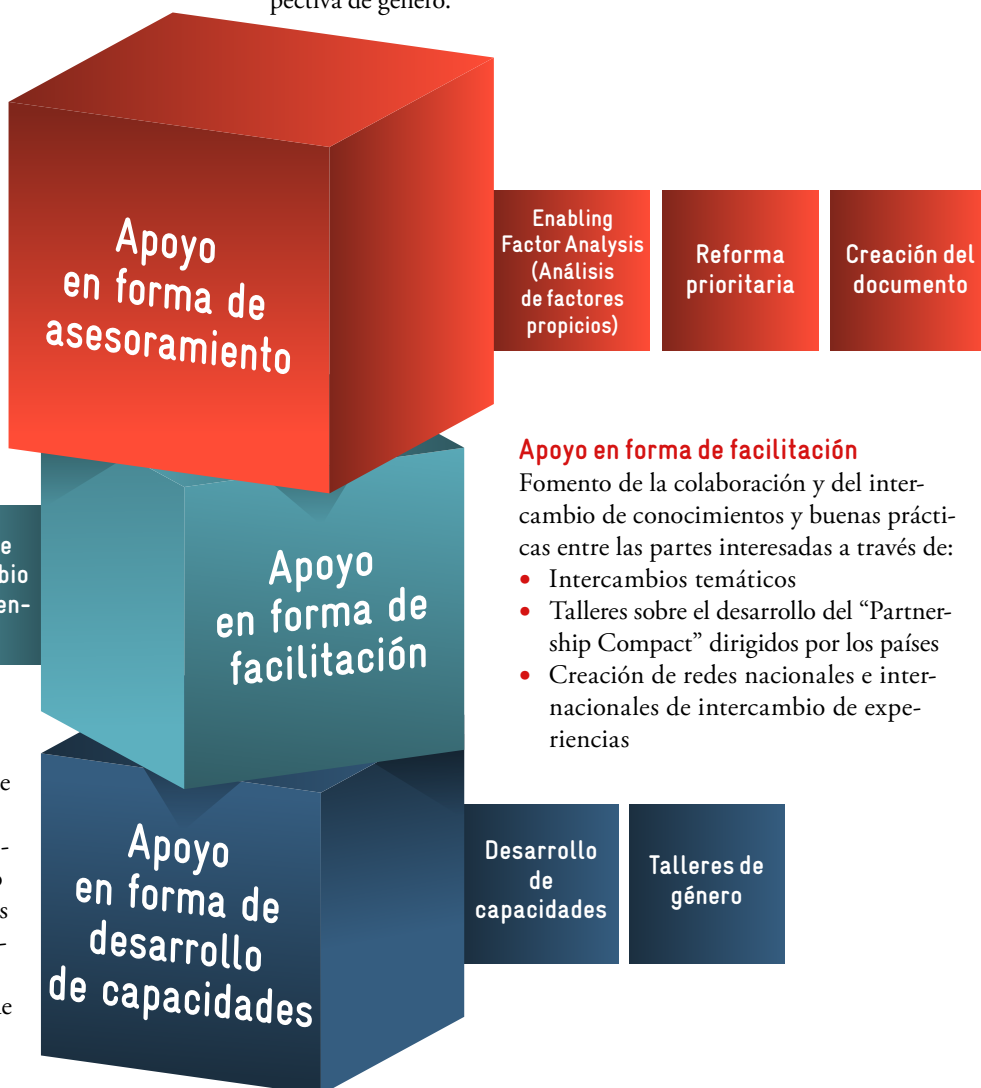 pectiva de género.
Apoyo
en forma de
asesoramiento
Enabling
Factor Analysis
(Análisis
de factores
propicios)
Reforma
prioritaria
Creación del
documento
Apoyo en forma de facilitación
Fomento de la colaboración y del inter-
cambio de conocimientos y buenas prácti-
cas entre las partes interesadas a través de:
• Intercambios temáticos
• Talleres sobre el desarrollo del “Partner-
ship Compact” dirigidos por los países
• Creación de redes nacionales e inter-
nacionales de intercambio de expe-
riencias
Apoyo
en forma de
facilitación
Apoyo
en forma de
desarrollo
de capacidades
Desarrollo
de
capacidades
Talleres de
género